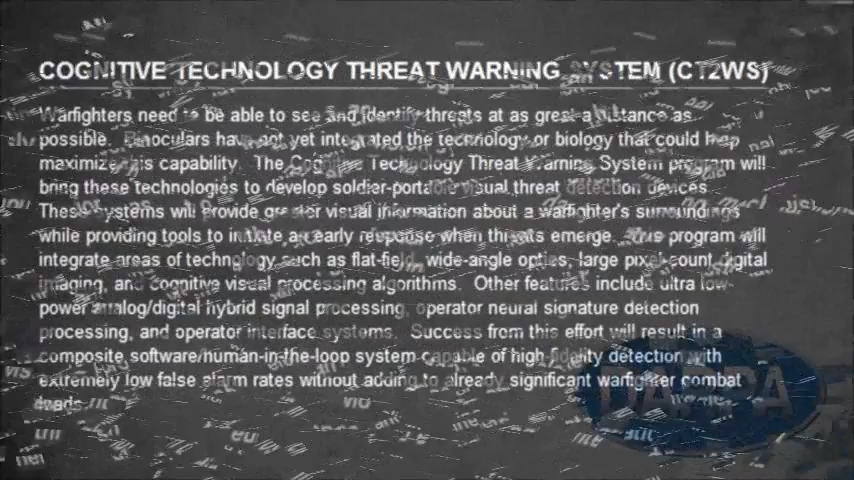 COGNITIVE TECHNOLOGY THREAT WARNING SYSTEM (CT2WS)
Warfighters need to be able to see and identify threats at as great a distance as
possible. Binoculars have not yet integrated the technology or biology that could help
maximize this capability. The Cognitive Technology Threat Warning System program will
bring these technologies to develop soldier-portable visual threat detection devices.
These systems will provide greater visual information about a warfighter's surroundings
while providing tools to initiate an early response when threats emerge. This program will
integrate areas of technology such as flat-field, wide-angle optics, large pixel-count digital
imaging, and cognitive visual processing algorithms. Other features include ultra low-
power analog/digital hybrid signal processing, operator neural signature detection
processing, and operator interface systems. Success from this effort will result in a
composite software/human-in-the-loop system capable of high-fidelity detection with
extremely low false alarm rates without adding to already significant warfighter combat
loads.
DARPA